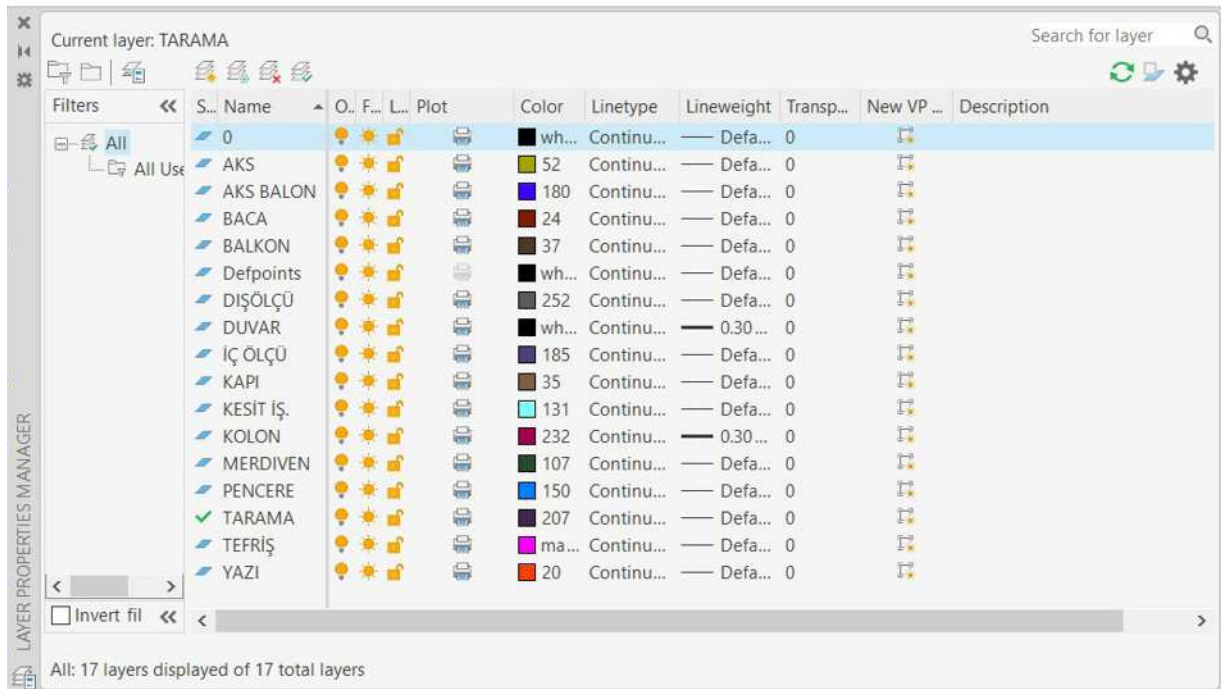 Current layer: TARAMA
Search for layer
Filters
S... Name O.. F... L... Plot Color Linetype Lineweight Transp... New VP ... Description
All
All Use
0 wh... Continu... Defa... 0
AKS 52 Continu... Defa... 0
AKS BALON 180 Continu... Defa... 0
BACA 24 Continu... Defa... 0
BALKON 37 Continu... Defa... 0
Defpoints wh... Continu... Defa... 0
DIŞÖLÇÜ 252 Continu... Defa... 0
DUVAR wh... Continu... 0.30 ... 0
İÇ ÖLÇÜ 185 Continu... Defa... 0
KAPI 35 Continu... Defa... 0
KESİT İŞ. 131 Continu... Defa... 0
KOLON 232 Continu... 0.30 ... 0
MERDIVEN 107 Continu... Defa... 0
PENCERE 150 Continu... Defa... 0
TARAMA 207 Continu... Defa... 0
TEFRİŞ ma... Continu... Defa... 0
YAZI 20 Continu... Defa... 0
Invert fil
LAYER PROPERTIES MANAGER
All: 17 layers displayed of 17 total layers